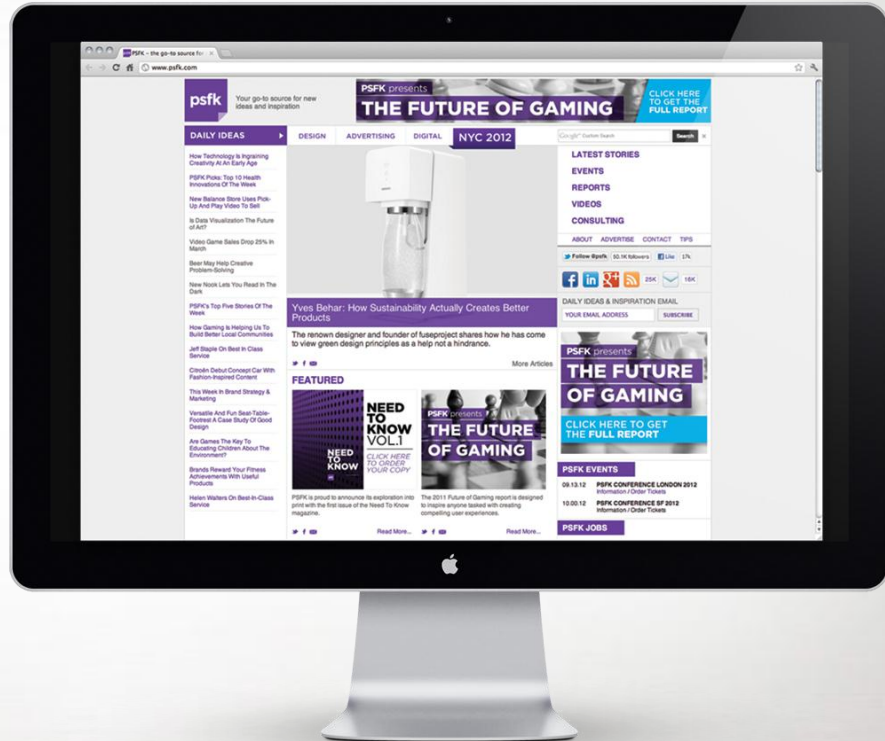 PSFK - the go-to source for
www.psfk.com
psfk
Your go-to source for new
ideas and inspiration
PSFK presents
THE FUTURE OF GAMING
CLICK HERE
TO GET THE
FULL REPORT
DAILY IDEAS
DESIGN
ADVERTISING
DIGITAL
NYC 2012
Google™ Custom Search
Search
How Technology Is Ingraining
Creativity At An Early Age
PSFK Picks: Top 10 Health
Innovations Of The Week
New Balance Store Uses Pick-
Up And Play Video To Sell
Is Data Visualization The Future
of Art?
Video Game Sales Drop 25% In
March
Beer May Help Creative
Problem-Solving
New Nook Lets You Read In The
Dark
PSFK's Top Five Stories Of The
Week
How Gaming Is Helping Us To
Build Better Local Communities
Jeff Staple On Best In Class
Service
Citroën Debut Concept Car With
Fashion-Inspired Content
This Week In Brand Strategy &
Marketing
Versatile And Fun Seat-Table-
Footrest A Case Study Of Good
Design
Are Games The Key To
Educating Children About The
Environment?
Brands Reward Your Fitness
Achievements With Useful
Products
Helen Walters On Best-In-Class
Service
Yves Behar: How Sustainability Actually Creates Better
Products
The renown designer and founder of fuseproject shares how he has come
to view green design principles as a help not a hindrance.
More Articles
FEATURED
NEED
TO
KNOW
VOL.1
CLICK HERE
TO ORDER
YOUR COPY
NEED
TO
KNOW
PSFK presents
THE FUTURE
OF GAMING
PSFK is proud to announce its exploration into
print with the first issue of the Need To Know
magazine.
Read More...
The 2011 Future of Gaming report is designed
to inspire anyone tasked with creating
compelling user experiences.
Read More...
LATEST STORIES
EVENTS
REPORTS
VIDEOS
CONSULTING
ABOUT ADVERTISE CONTACT TIPS
Follow @psfk
followers
Like
17k
25K
16K
DAILY IDEAS & INSPIRATION EMAIL
YOUR EMAIL ADDRESS
SUBSCRIBE
PSFK presents
THE FUTURE
OF GAMING
CLICK HERE TO GET
THE FULL REPORT
PSFK EVENTS
09.13.12 PSFK CONFERENCE LONDON 2012
Information / Order Tickets
10.00.12 PSFK CONFERENCE SF 2012
Information / Order Tickets
PSFK JOBS